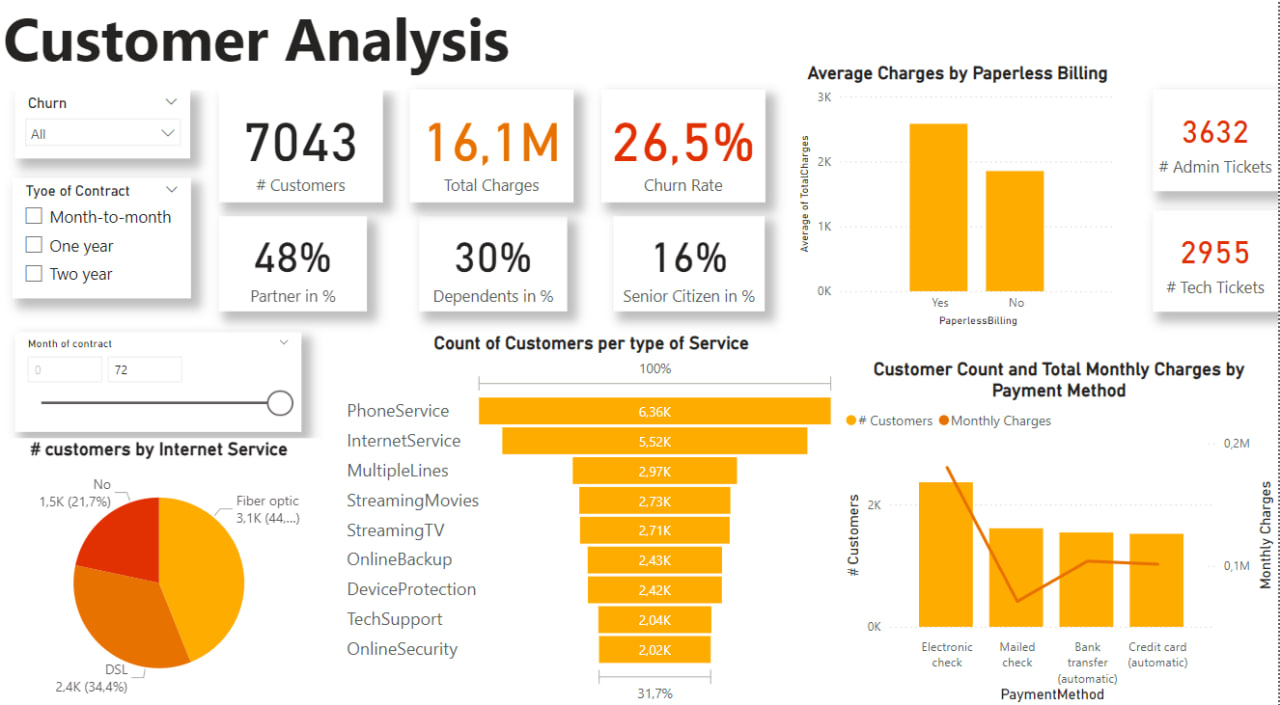 Customer Analysis
Churn
All
Tyoe of Contract
Month-to-month
One year
Two year
7043
# Customers
16,1M
Total Charges
26,5%
Churn Rate
48%
Partner in %
30%
Dependents in %
16%
Senior Citizen in %
Average Charges by Paperless Billing
Average of TotalCharges
3K
2K
1K
0K
Yes
No
PaperlessBilling
3632
# Admin Tickets
2955
# Tech Tickets
Month of contract
0
72
# customers by Internet Service
No
1,5K (21,7%)
Fiber optic
3,1K (44,...)
DSL
2,4K (34,4%)
Count of Customers per type of Service
100%
PhoneService 6,36K
InternetService 5,52K
MultipleLines 2,97K
StreamingMovies 2,73K
StreamingTV 2,71K
OnlineBackup 2,43K
DeviceProtection 2,42K
TechSupport 2,04K
OnlineSecurity 2,02K
31,7%
Customer Count and Total Monthly Charges by
Payment Method
# Customers Monthly Charges
# Customers
2K
0K
0,2M
0,1M
Monthly Charges
Electronic
check
Mailed
check
Bank
transfer
(automatic)
Credit card
(automatic)
PaymentMethod